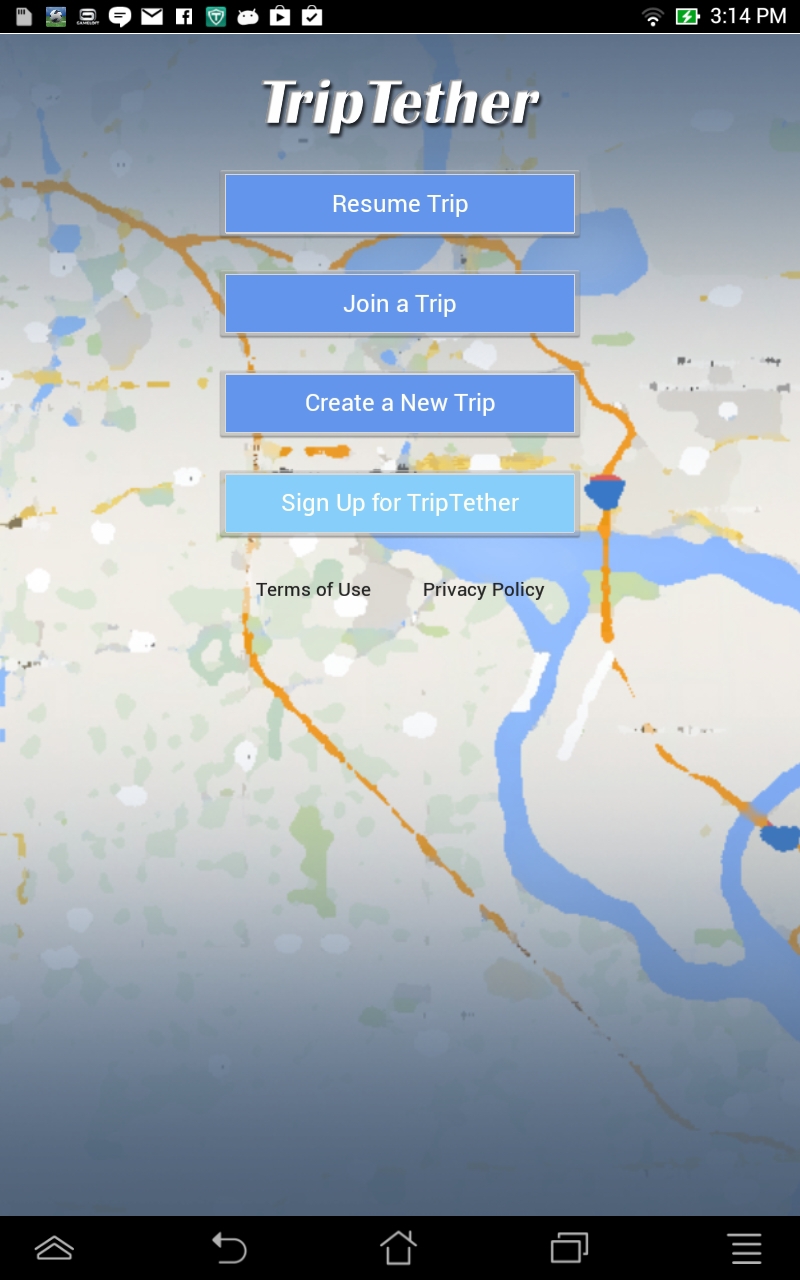 3:14 PM
TripTether
Resume Trip
Join a Trip
Create a New Trip
Sign Up for TripTether
Terms of Use Privacy Policy